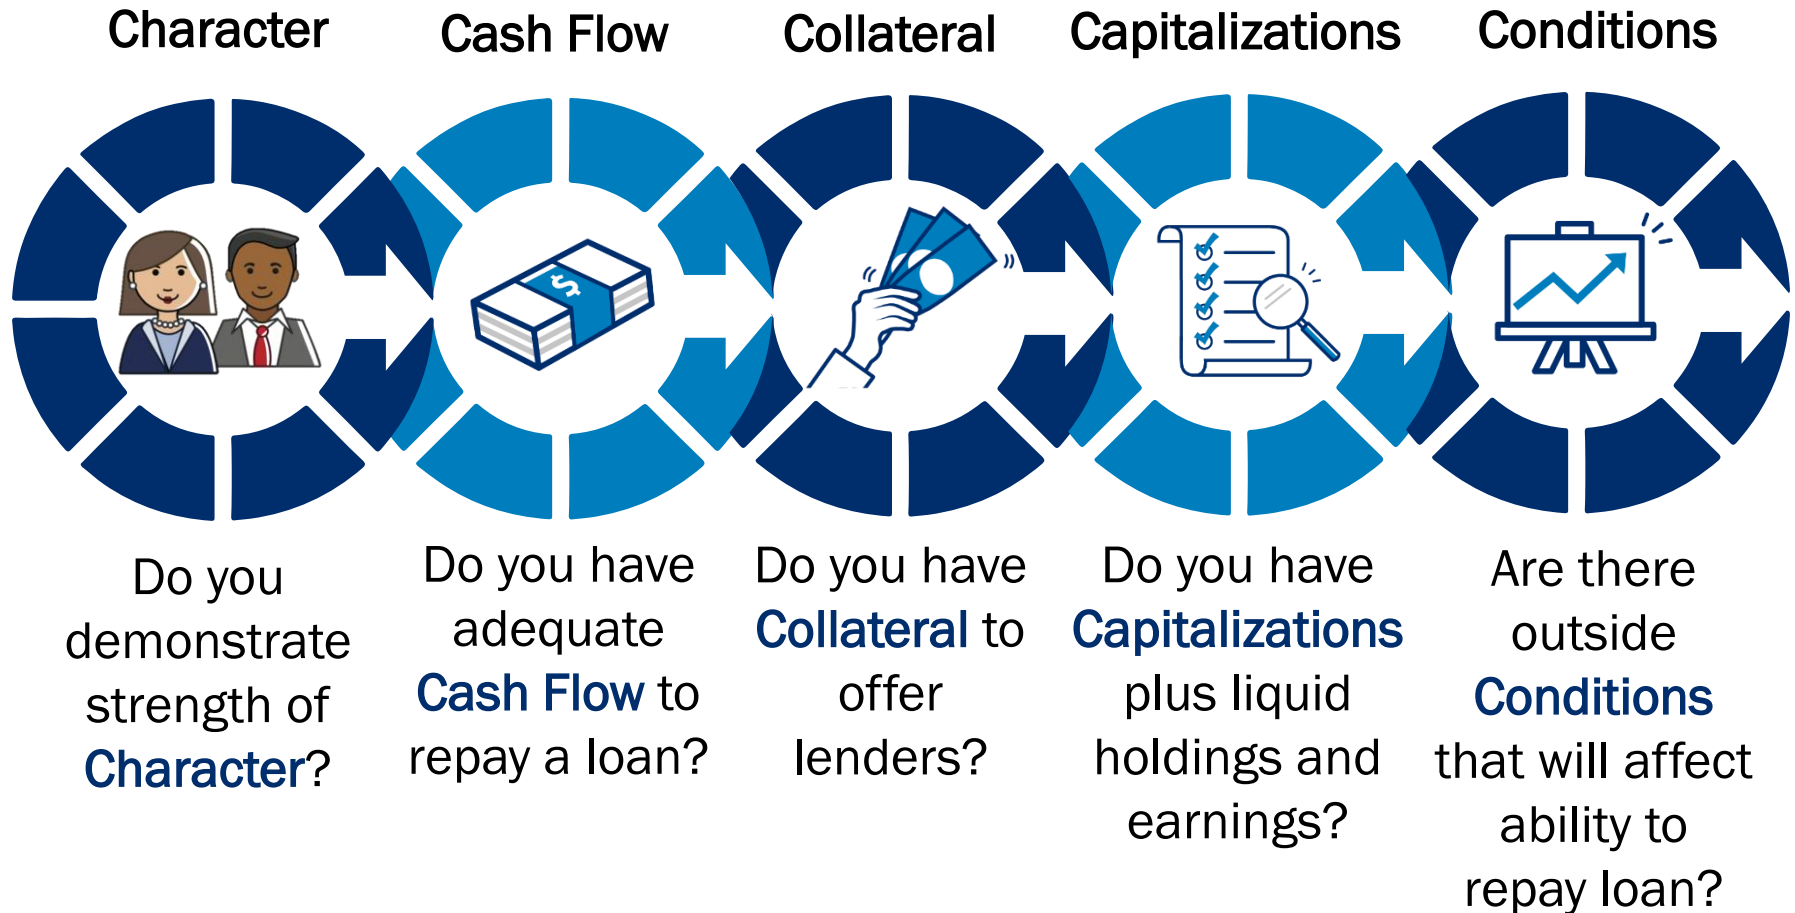 Character
Cash Flow
Collateral
Capitalizations
Conditions
$
Do you
demonstrate
strength of
Character?
Do you have
adequate
Cash Flow to
repay a loan?
Do you have
Collateral to
offer
lenders?
Do you have
Capitalizations
plus liquid
holdings and
earnings?
Are there
outside
Conditions
that will affect
ability to
repay loan?